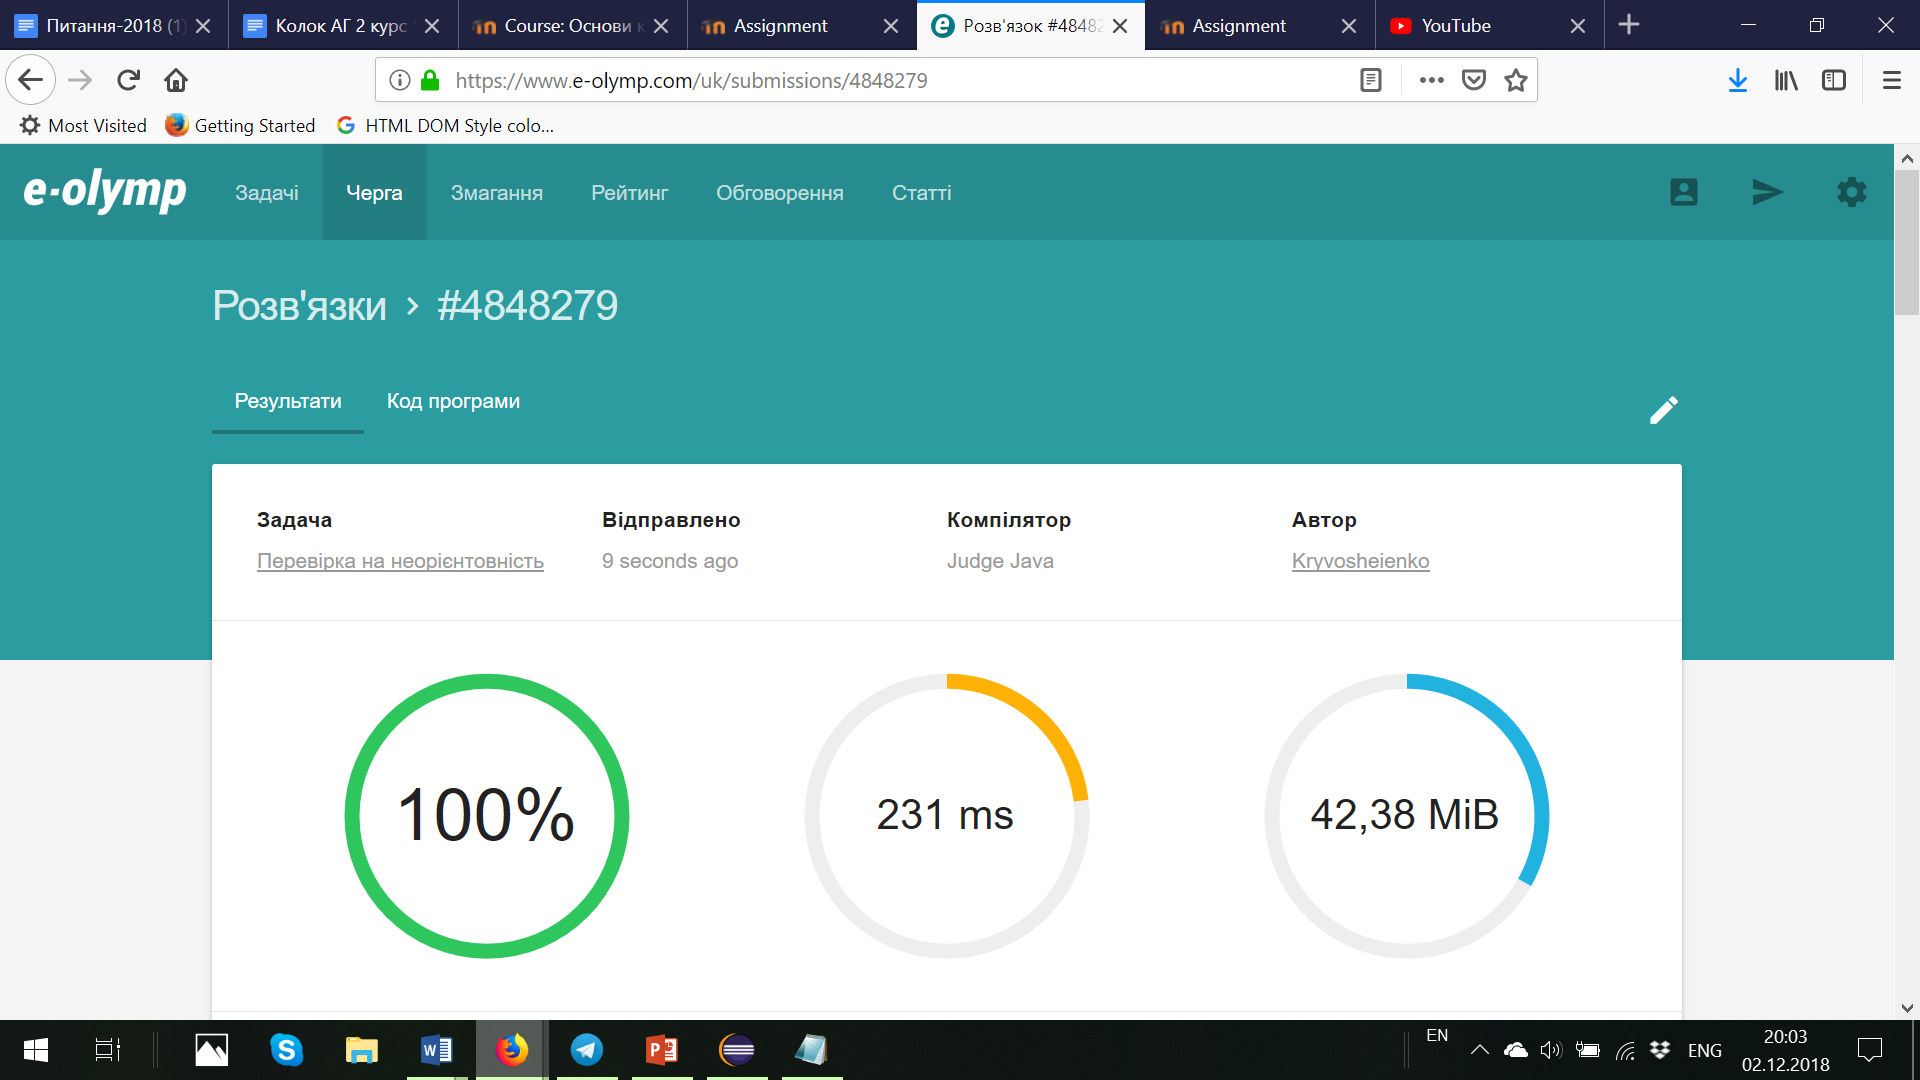 Питання-2018 (1)
Колок АГ 2 курс
Course: Основи к
Assignment
Розв'язок #48482
Assignment
YouTube
https://www.e-olymp.com/uk/submissions/4848279
Most Visited
Getting Started
HTML DOM Style colo...
e-olymp
Задачі
Черга
Змагання
Рейтинг
Обговорення
Статті
Розв'язки › #4848279
Результати
Код програми
Задача
Відправлено
Компілятор
Автор
Перевірка на неорієнтовність
9 seconds ago
Judge Java
Kryvosheienko
100%
231 ms
42,38 MiB
EN
ENG
20:03
02.12.2018